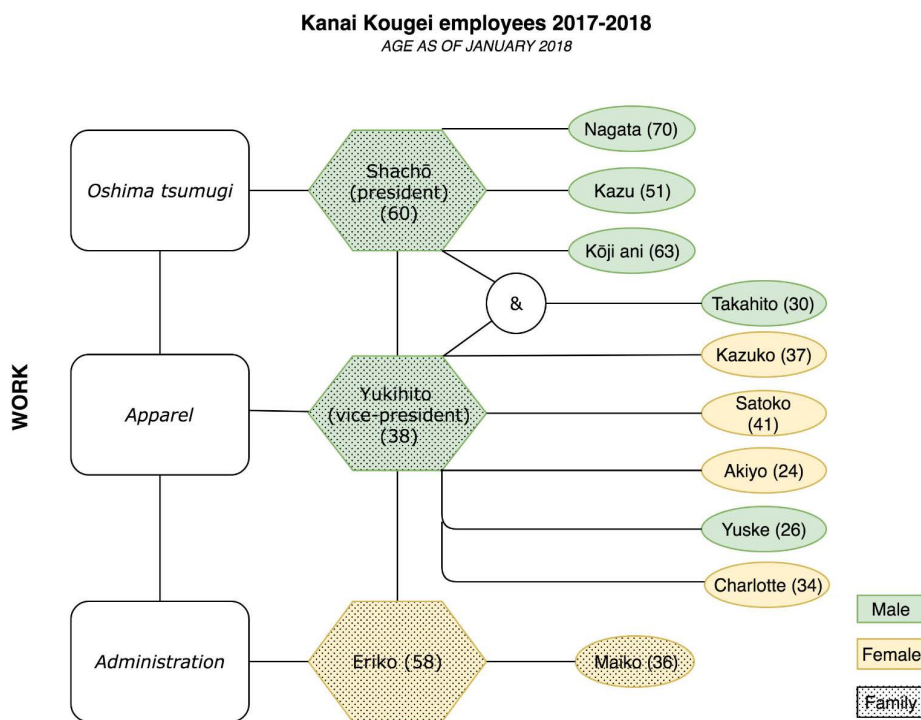 Kanai Kougei employees 2017-2018
AGE AS OF JANUARY 2018
WORK
Oshima tsumugi
Shachō
(president)
(60)
Nagata (70)
Kazu (51)
Kōji ani (63)
&
Takahito (30)
Apparel
Yukihito
(vice-president)
(38)
Kazuko (37)
Satoko
(41)
Akiyo (24)
Yuske (26)
Charlotte (34)
Administration
Eriko (58)
Maiko (36)
Male
Female
Family